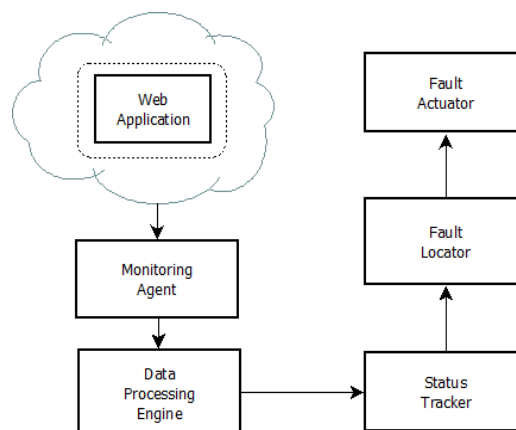 Web
Application
Monitoring
Agent
Data
Processing
Engine
Status
Tracker
Fault
Locator
Fault
Actuator